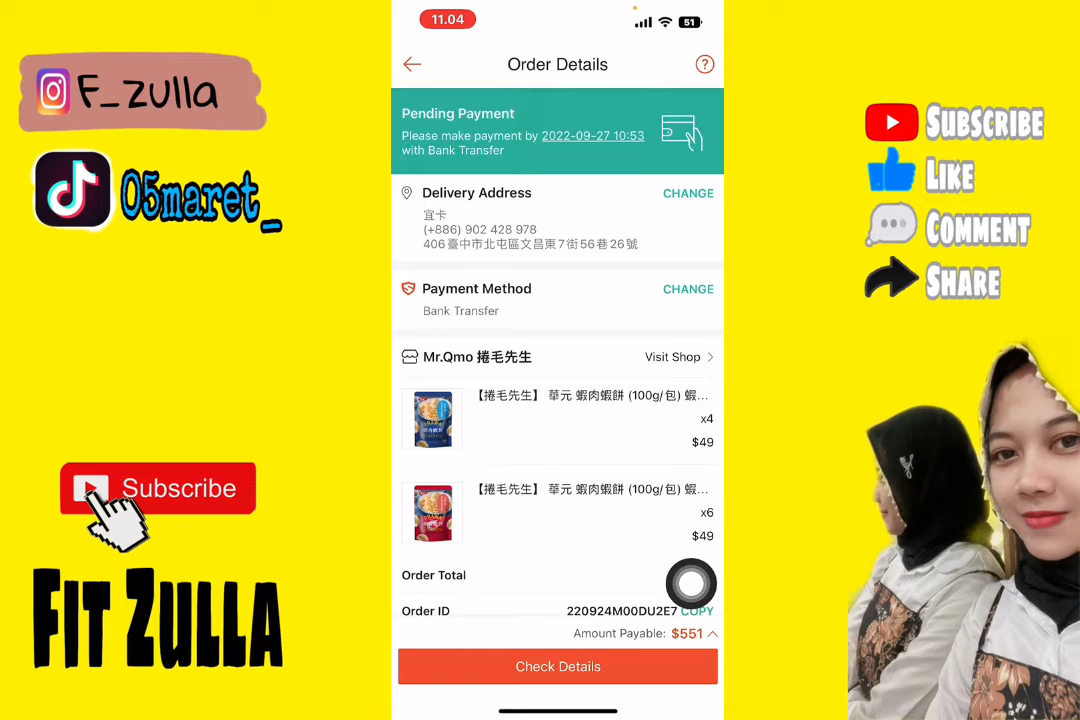 F_zulla
05maret_
Subscribe
FIT ZULLA
11.04
51
Order Details
?
Pending Payment
Please make payment by 2022-09-27 10:53
with Bank Transfer
Delivery Address
CHANGE
宜卡
(+886) 902 428 978
406臺中市北屯區文昌東7街56巷26號
Payment Method
CHANGE
Bank Transfer
Mr.Qmo 捲毛先生
Visit Shop
【捲毛先生】 華元 蝦肉蝦餅 (100g/包) 蝦...
x4
$49
【捲毛先生】 華元 蝦肉蝦餅 (100g/包) 蝦...
x6
$49
Order Total
Order ID
220924M00DU2E7 COPY
Amount Payable: $551
Check Details
SUBSCRIBE
LIKE
COMMENT
SHARE